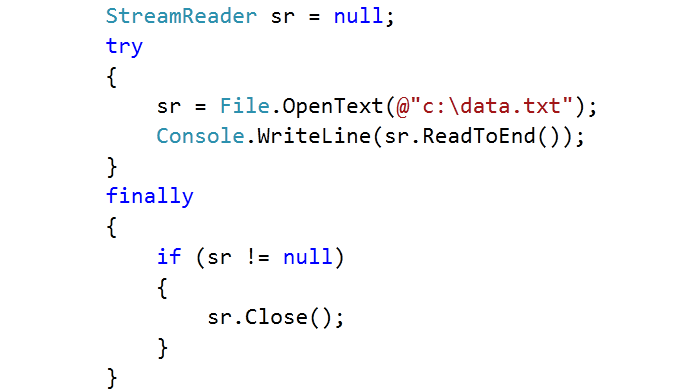 StreamReader sr = null;
try
{
    sr = File.OpenText(@"c:\data.txt");
    Console.WriteLine(sr.ReadToEnd());
}
finally
{
    if (sr != null)
    {
        sr.Close();
    }
}